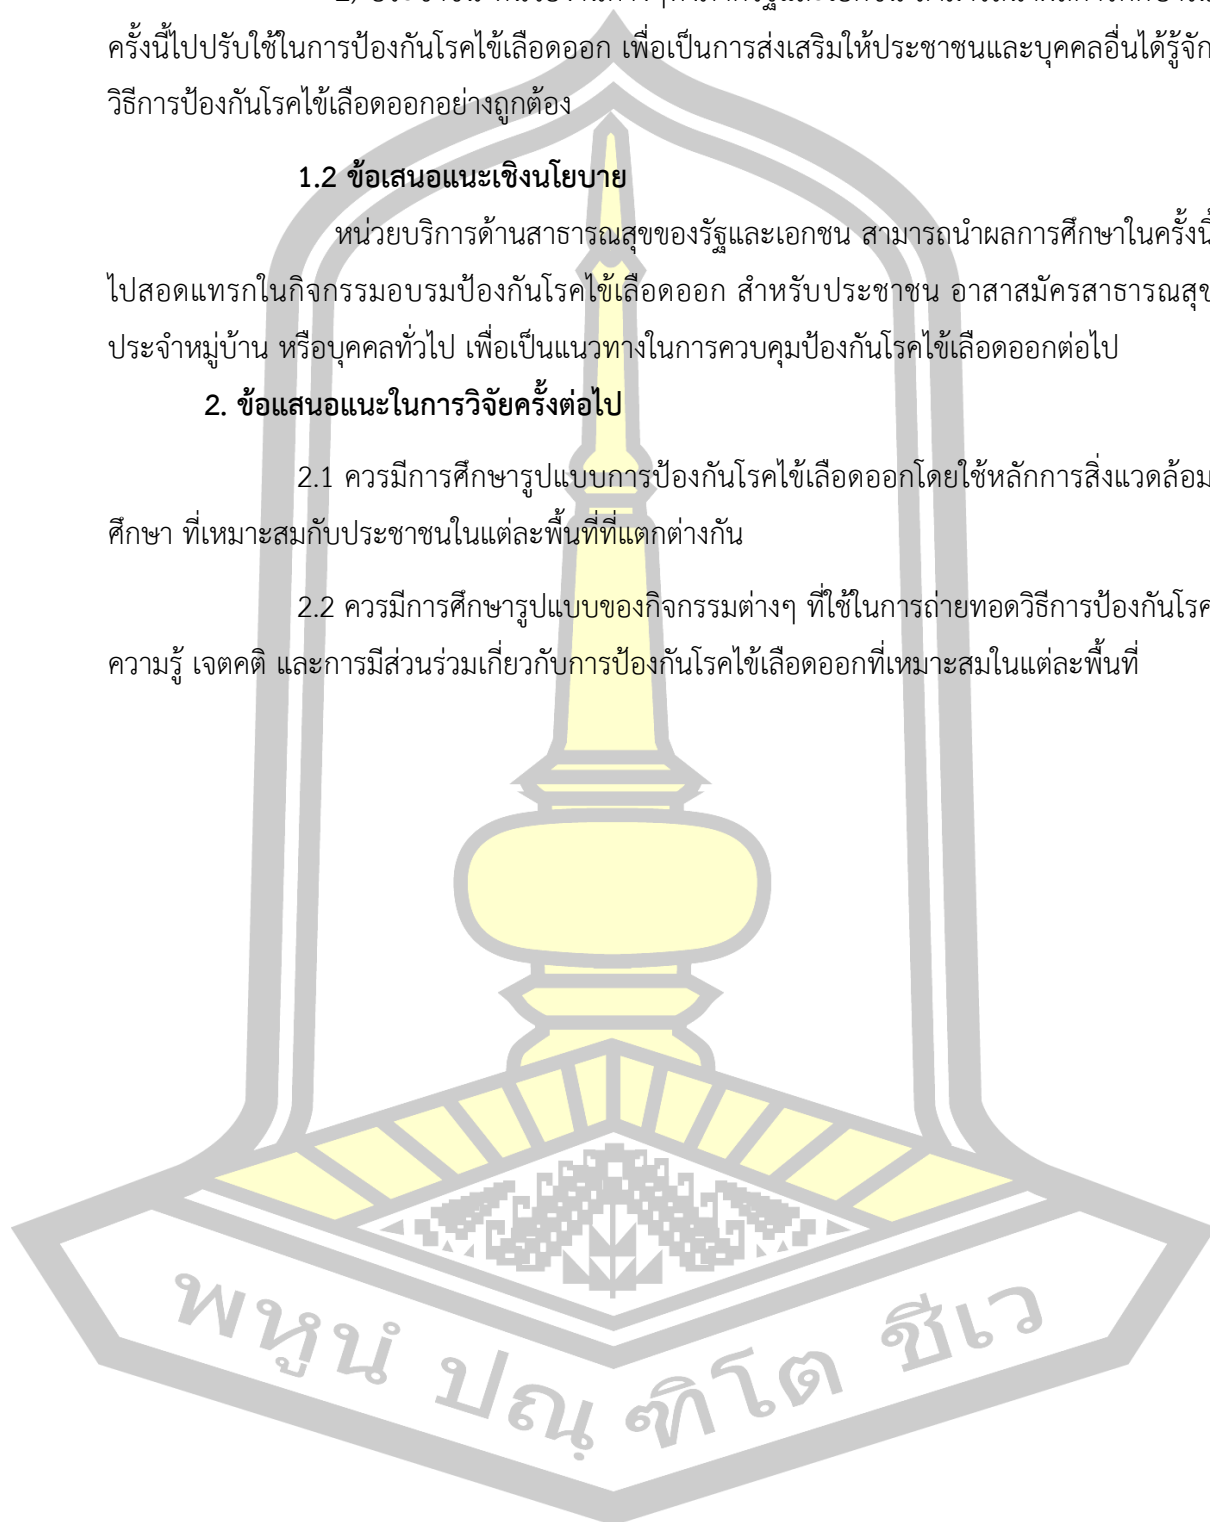 ครั้งนี้ไปปรับใช้ในการป้องกันโรคไข้เลือดออก เพื่อเป็นการส่งเสริมให้ประชาชนและบุคคลอื่นได้รู้จัก
วิธีการป้องกันโรคไข้เลือดออกอย่างถูกต้อง
1.2 ข้อเสนอแนะเชิงนโยบาย
หน่วยบริการด้านสาธารณสุขของรัฐและเอกชน สามารถนำผลการศึกษาในครั้งนี้
ไปสอดแทรกในกิจกรรมอบรมป้องกันโรคไข้เลือดออก สำหรับประชาชน อาสาสมัครสาธารณสุข
ประจำหมู่บ้าน หรือบุคคลทั่วไป เพื่อเป็นแนวทางในการควบคุมป้องกันโรคไข้เลือดออกต่อไป
2. ข้อแสนอแนะในการวิจัยครั้งต่อไป
2.1 ควรมีการศึกษารูปแบบการป้องกันโรคไข้เลือดออกโดยใช้หลักการสิ่งแวดล้อม
ศึกษา ที่เหมาะสมกับประชาชนในแต่ละพื้นที่ที่แตกต่างกัน
2.2 ควรมีการศึกษารูปแบบของกิจกรรมต่างๆ ที่ใช้ในการถ่ายทอดวิธีการป้องกันโรค
ความรู้ เจตคติ และการมีส่วนร่วมเกี่ยวกับการป้องกันโรคไข้เลือดออกที่เหมาะสมในแต่ละพื้นที่
พหูนํ ปณฺ ฑิโต ชีเว